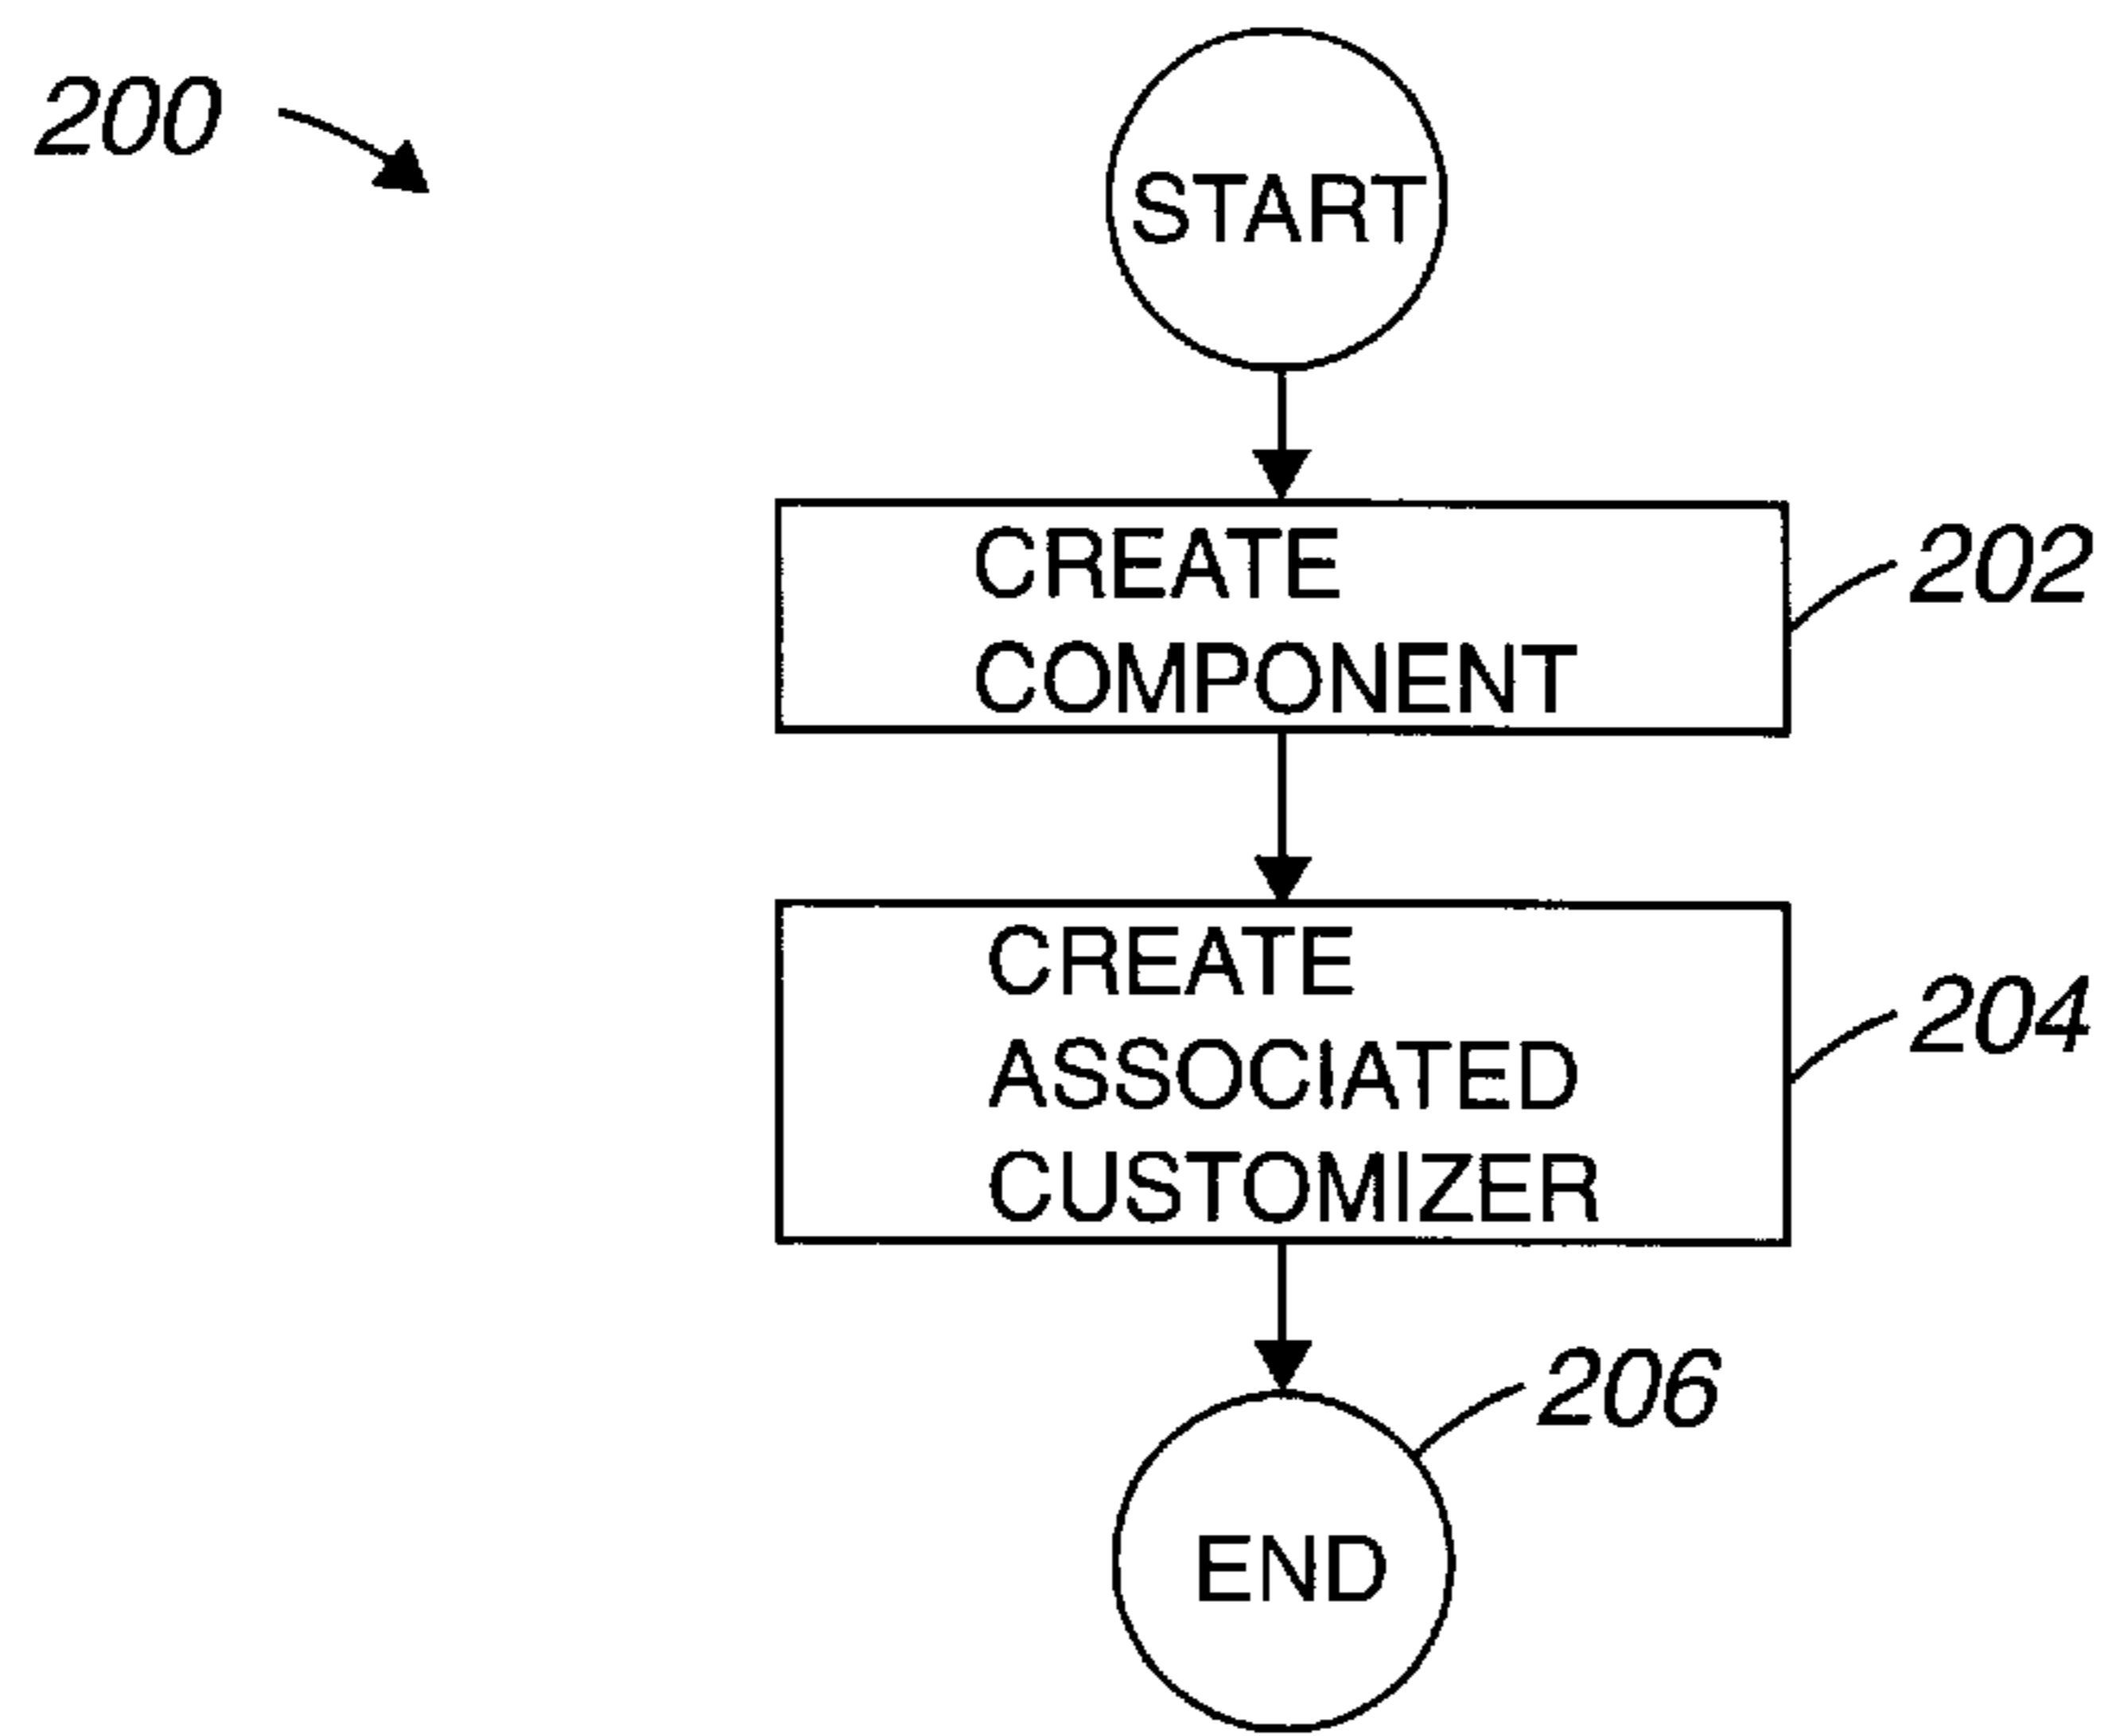 200
START
CREATE
COMPONENT
202
CREATE
ASSOCIATED
CUSTOMIZER
204
206
END